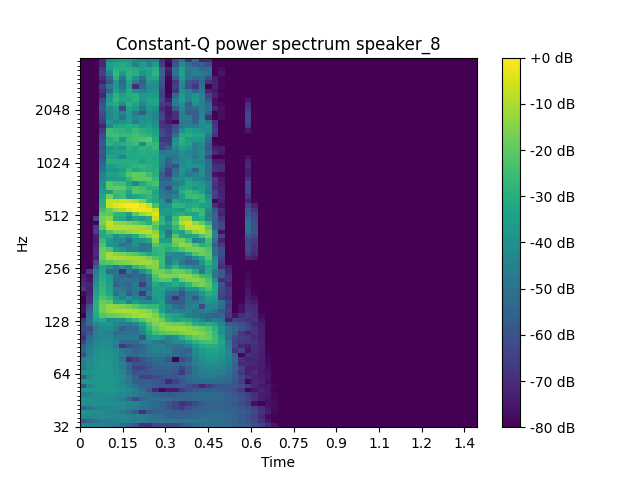 Constant-Q power spectrum speaker_8
Hz
2048
1024
512
256
128
64
32
0 0.15 0.3 0.45 0.6 0.75 0.9 1.1 1.2 1.4
Time
+0 dB
-10 dB
-20 dB
-30 dB
-40 dB
-50 dB
-60 dB
-70 dB
-80 dB